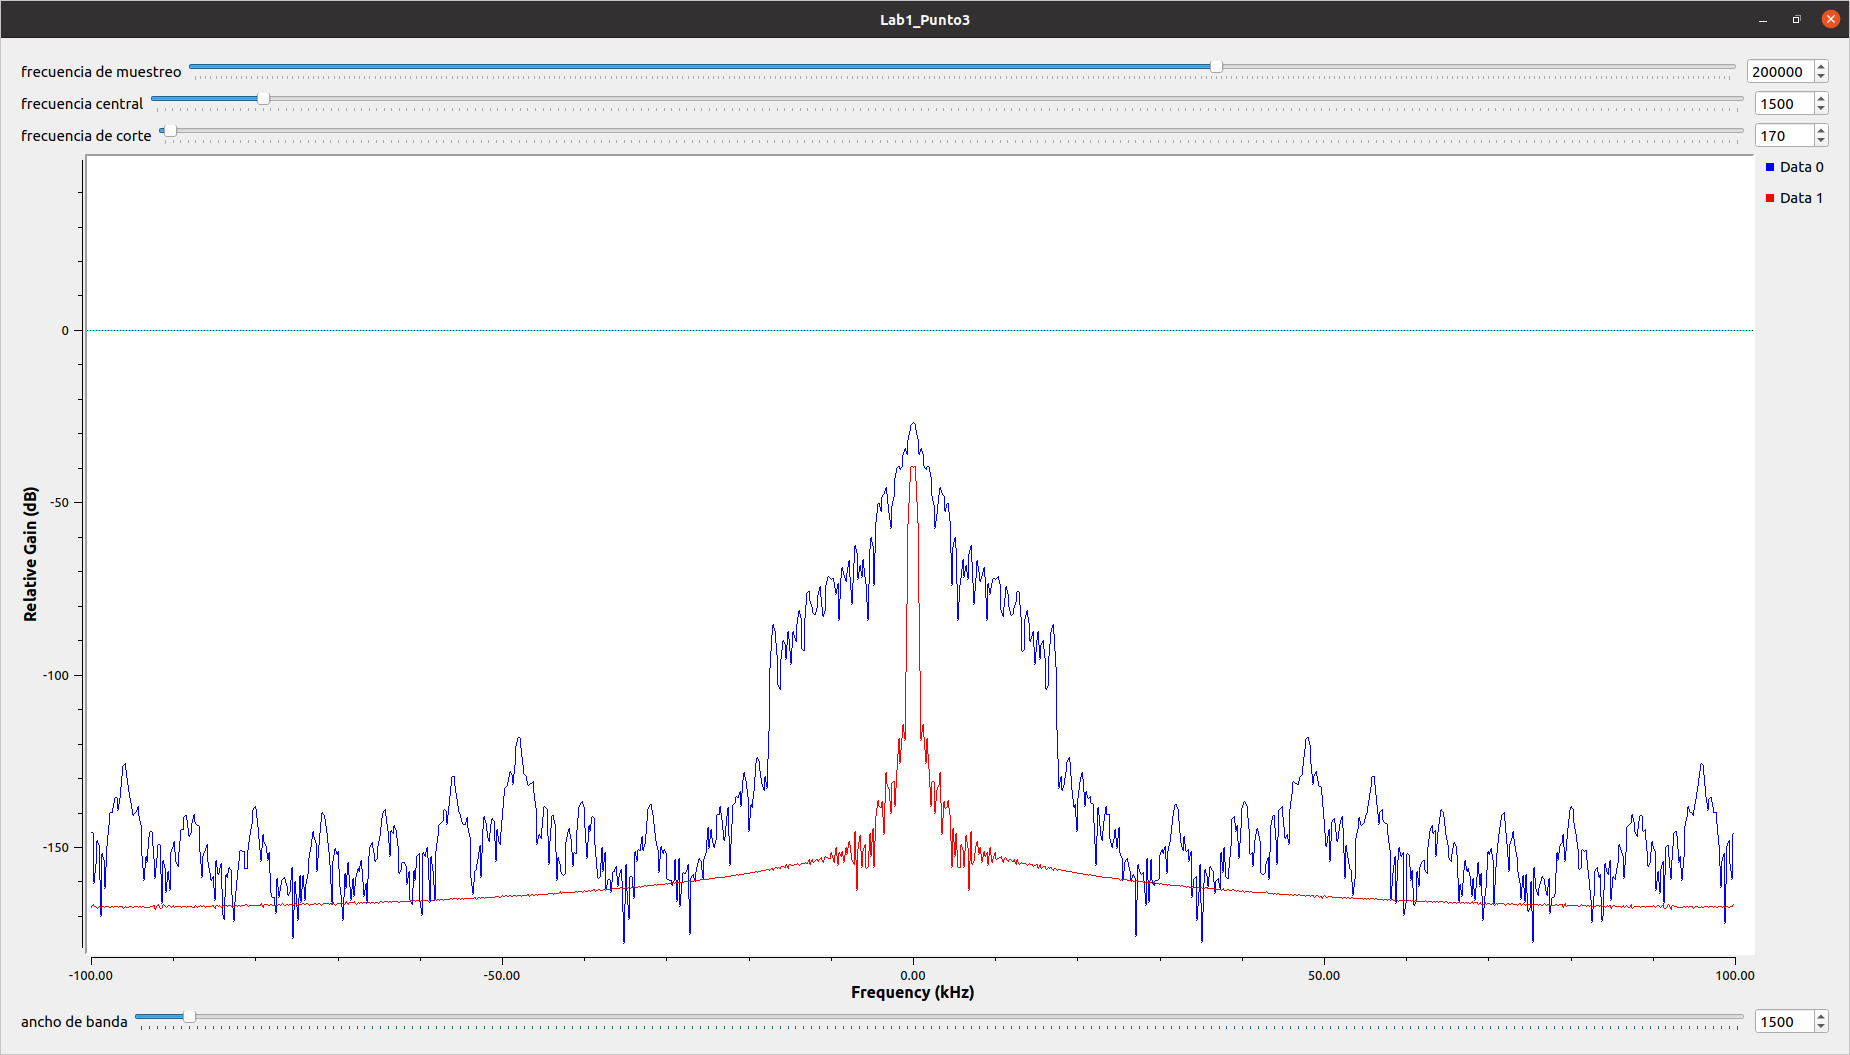 Lab1_Punto3
frecuencia de muestreo 200000
frecuencia central 1500
frecuencia de corte 170
Data 0
Data 1
0
-50
-100
-150
Relative Gain (dB)
-100.00 -50.00 0.00 50.00 100.00
Frequency (kHz)
ancho de banda 1500